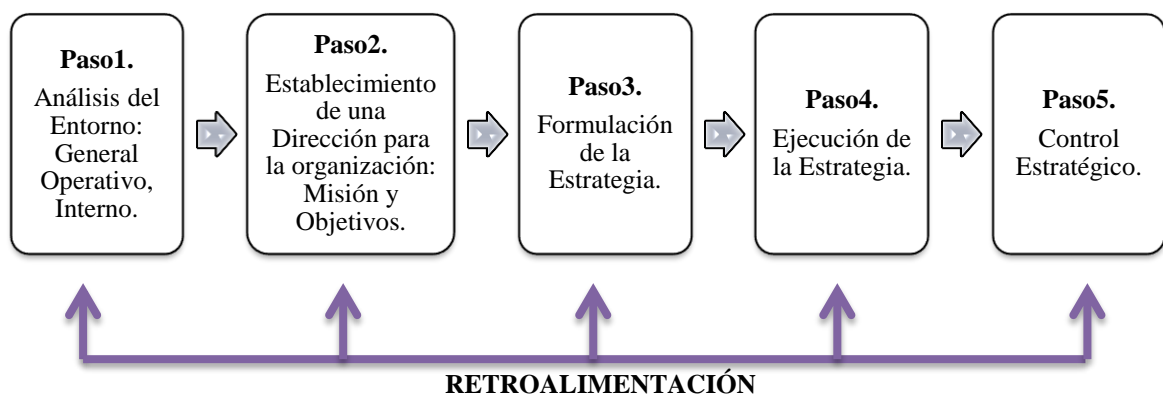 Paso1.
Análisis del
Entorno:
General
Operativo,
Interno.
Paso2.
Establecimiento
de una
Dirección para
la organización:
Misión y
Objetivos.
Paso3.
Formulación
de la
Estrategia.
Paso4.
Ejecución de
la Estrategia.
Paso5.
Control
Estratégico.
RETROALIMENTACIÓN